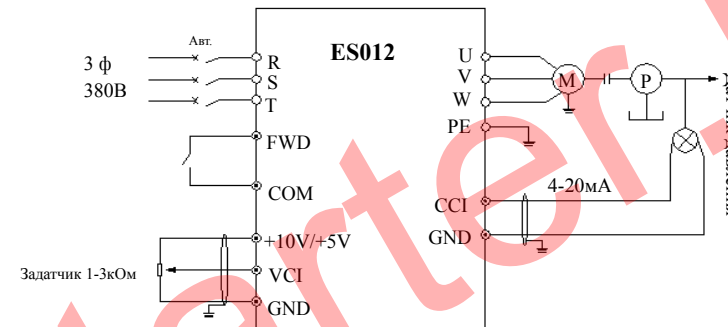 Авт.
3 ф
380В
R
S
T
FWD
COM
+10V/+5V
VCI
GND
Задатчик 1-3кОм
ES012
U
V
W
PE
CCI
GND
M
P
4-20мА